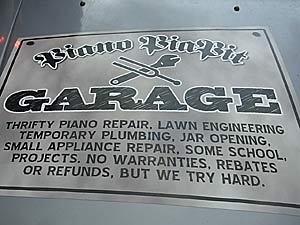 Piano PinPit
GARAGE
THRIFTY PIANO REPAIR, LAWN ENGINEERING
TEMPORARY PLUMBING, JAR OPENING,
SMALL APPLIANCE REPAIR, SOME SCHOOL,
PROJECTS. NO WARRANTIES, REBATES
OR REFUNDS, BUT WE TRY HARD.